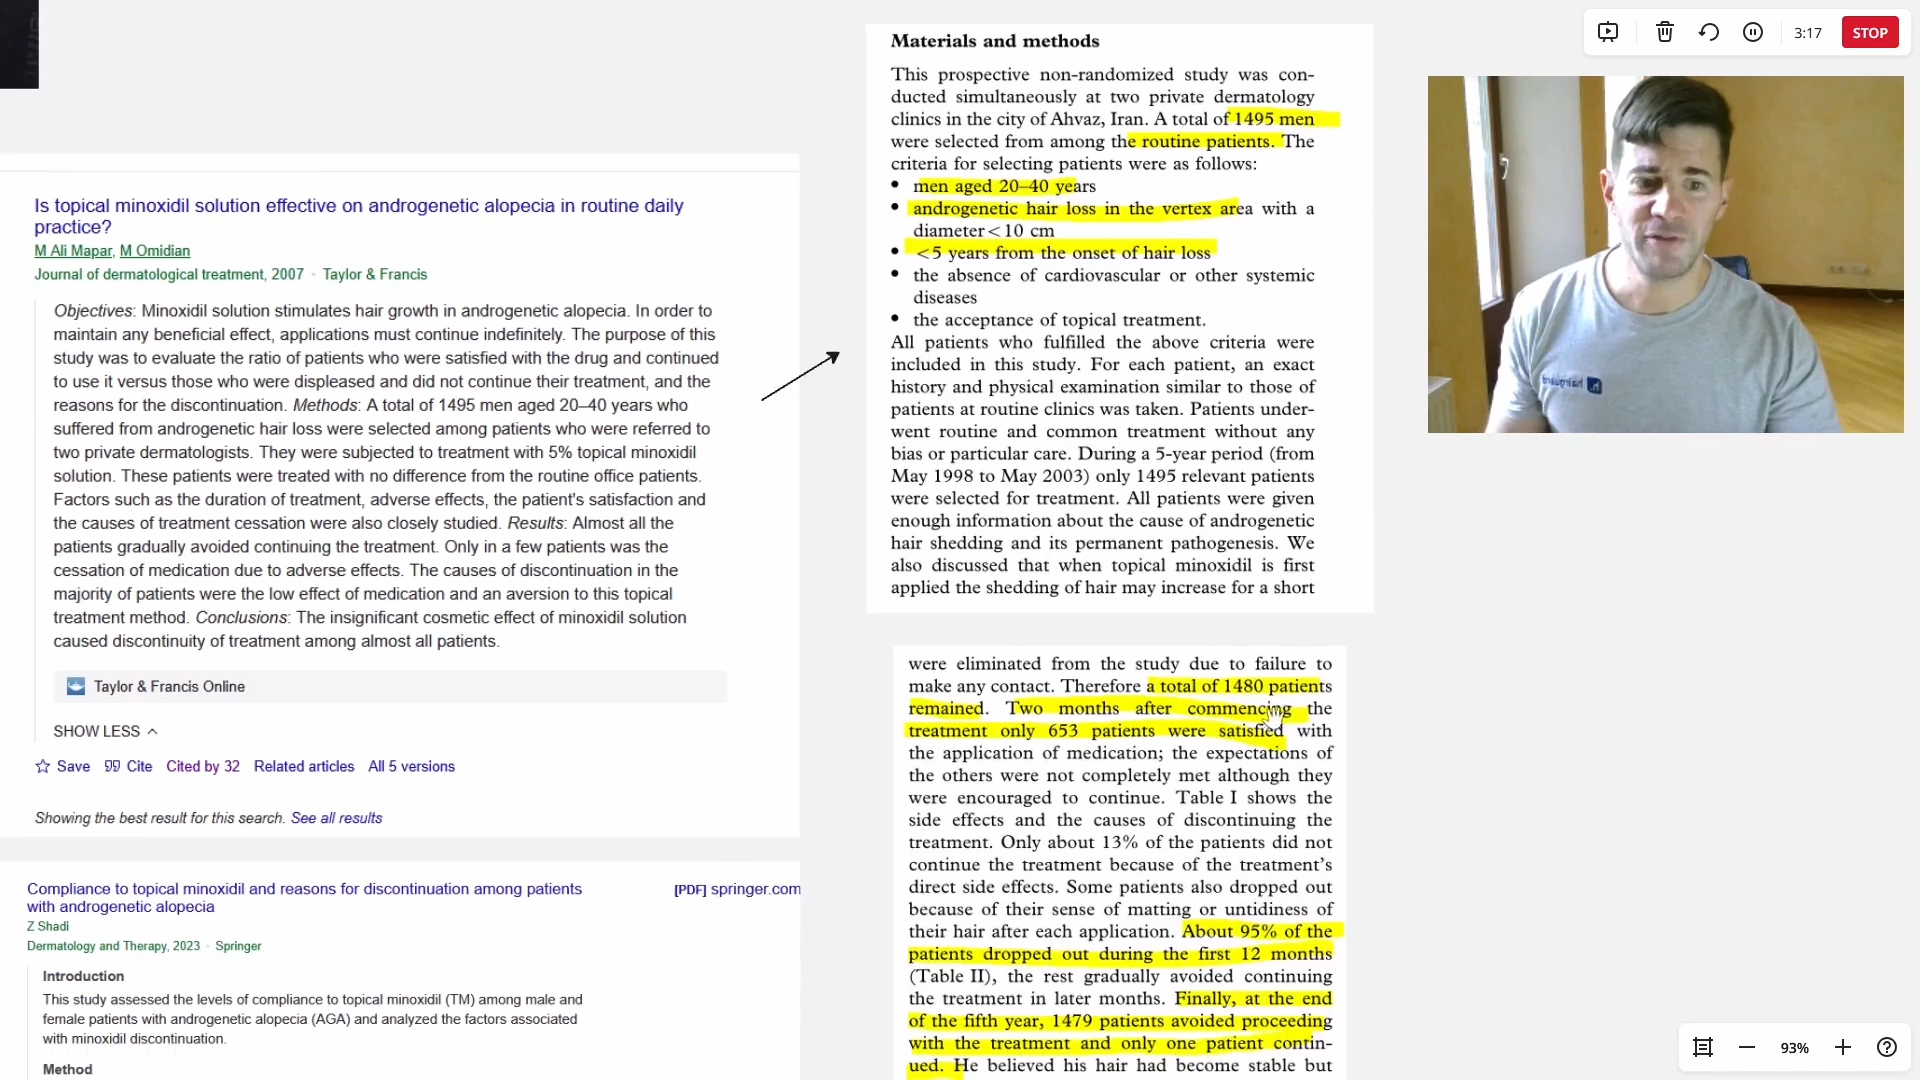 Is topical minoxidil solution effective on androgenetic alopecia in routine daily
practice?
M Ali Mapar, M Omidian
Journal of dermatological treatment, 2007 · Taylor & Francis
Objectives: Minoxidil solution stimulates hair growth in androgenetic alopecia. In order to
maintain any beneficial effect, applications must continue indefinitely. The purpose of this
study was to evaluate the ratio of patients who were satisfied with the drug and continued
to use it versus those who were displeased and did not continue their treatment, and the
reasons for the discontinuation. Methods: A total of 1495 men aged 20–40 years who
suffered from androgenetic hair loss were selected among patients who were referred to
two private dermatologists. They were subjected to treatment with 5% topical minoxidil
solution. These patients were treated with no difference from the routine office patients.
Factors such as the duration of treatment, adverse effects, the patient's satisfaction and
the causes of treatment cessation were also closely studied. Results: Almost all the
patients gradually avoided continuing the treatment. Only in a few patients was the
cessation of medication due to adverse effects. The causes of discontinuation in the
majority of patients were the low effect of medication and an aversion to this topical
treatment method. Conclusions: The insignificant cosmetic effect of minoxidil solution
caused discontinuity of treatment among almost all patients.
Taylor & Francis Online
SHOW LESS
Save Cite Cited by 32 Related articles All 5 versions
Showing the best result for this search. See all results
Compliance to topical minoxidil and reasons for discontinuation among patients
with androgenetic alopecia
[PDF] springer.com
Z Shadi
Dermatology and Therapy, 2023 · Springer
Introduction
This study assessed the levels of compliance to topical minoxidil (TM) among male and
female patients with androgenetic alopecia (AGA) and analyzed the factors associated
with minoxidil discontinuation.
Method
Materials and methods
This prospective non-randomized study was con-
ducted simultaneously at two private dermatology
clinics in the city of Ahvaz, Iran. A total of 1495 men
were selected from among the routine patients. The
criteria for selecting patients were as follows:
• men aged 20–40 years
• androgenetic hair loss in the vertex area with a
diameter<10 cm
• <5 years from the onset of hair loss
• the absence of cardiovascular or other systemic
diseases
• the acceptance of topical treatment.
All patients who fulfilled the above criteria were
included in this study. For each patient, an exact
history and physical examination similar to those of
patients at routine clinics was taken. Patients under-
went routine and common treatment without any
bias or particular care. During a 5-year period (from
May 1998 to May 2003) only 1495 relevant patients
were selected for treatment. All patients were given
enough information about the cause of androgenetic
hair shedding and its permanent pathogenesis. We
also discussed that when topical minoxidil is first
applied the shedding of hair may increase for a short
were eliminated from the study due to failure to
make any contact. Therefore a total of 1480 patients
remained. Two months after commencing the
treatment only 653 patients were satisfied with
the application of medication; the expectations of
the others were not completely met although they
were encouraged to continue. Table I shows the
side effects and the causes of discontinuing the
treatment. Only about 13% of the patients did not
continue the treatment because of the treatment's
direct side effects. Some patients also dropped out
because of their sense of matting or untidiness of
their hair after each application. About 95% of the
patients dropped out during the first 12 months
(Table II), the rest gradually avoided continuing
the treatment in later months. Finally, at the end
of the fifth year, 1479 patients avoided proceeding
with the treatment and only one patient contin-
ued. He believed his hair had become stable but
3:17
STOP
93%